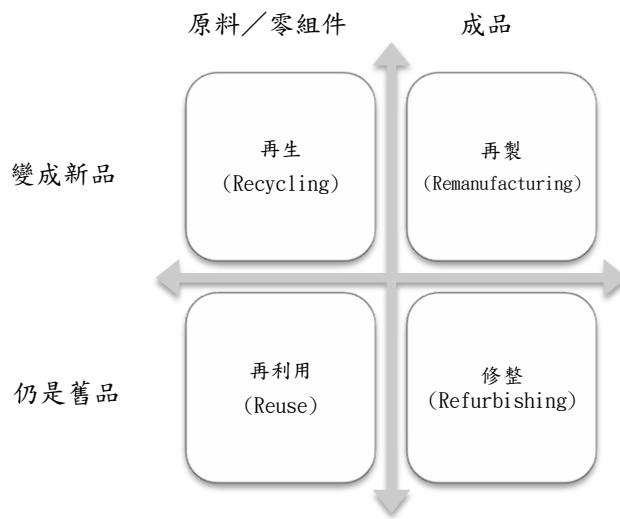 原料／零組件
成品
變成新品
再生
(Recycling)
再製
(Remanufacturing)
仍是舊品
再利用
(Reuse)
修整
(Refurbishing)